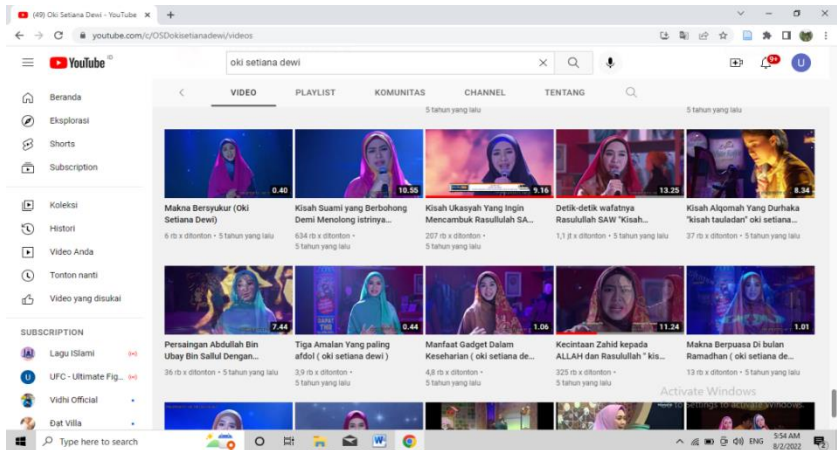 (49) Oki Setiana Dewi - YouTube
youtube.com/c/OSDokisetianadewi/videos
YouTube ID
oki setiana dewi
9+
U
Beranda
Eksplorasi
Shorts
Subscription
Koleksi
Histori
Video Anda
Tonton nanti
Video yang disukai
SUBSCRIPTION
Lagu ISlami
UFC - Ultimate Fig...
Vidhi Official
Đat Villa
VIDEO PLAYLIST KOMUNITAS CHANNEL TENTANG
5 tahun yang lalu 5 tahun yang lalu
0.40 10.55 9.16 13.25 8.34
Makna Bersyukur (Oki Setiana Dewi)
6 rb x ditonton • 5 tahun yang lalu
Kisah Suami yang Berbohong
Demi Menolong istrinya...
634 rb x ditonton •
5 tahun yang lalu
Kisah Ukasyah Yang Ingin
Mencambuk Rasullulah SA...
207 rb x ditonton •
5 tahun yang lalu
Detik-detik wafatnya
Rasulullah SAW "Kisah...
1,1 jt x ditonton • 5 tahun yang lalu
Kisah Alqomah Yang Durhaka
"kisah tauladan" oki setiana...
37 rb x ditonton • 5 tahun yang lalu
7.44 0.44 1.06 11.24 1.01
Persaingan Abdullah Bin
Ubay Bin Sallul Dengan...
36 rb x ditonton • 5 tahun yang lalu
Tiga Amalan Yang paling
afdol ( oki setiana dewi )
3,9 rb x ditonton •
5 tahun yang lalu
Manfaat Gadget Dalam
Keseharian ( oki setiana de...
4,8 rb x ditonton •
5 tahun yang lalu
Kecintaan Zahid kepada
ALLAH dan Rasulullah " kis...
325 rb x ditonton •
5 tahun yang lalu
Makna Berpuasa Di bulan
Ramadhan ( oki setiana de...
13 rb x ditonton • 5 tahun yang lalu
Activate Windows
Go to Settings to activate Windows.
Type here to search
ENG
5:54 AM
8/2/2022